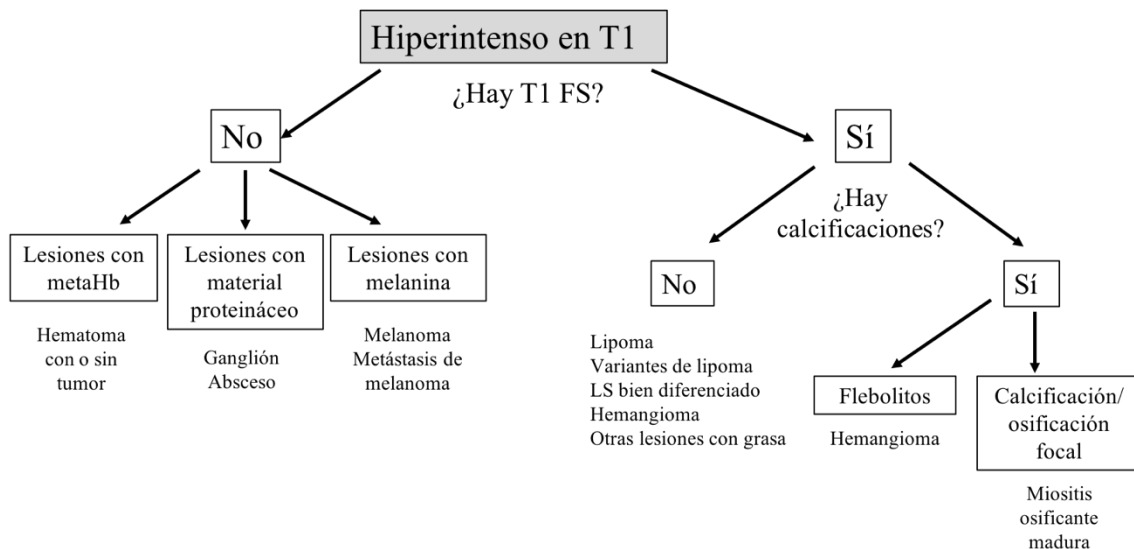 Hiperintenso en T1
¿Hay T1 FS?
No
Sí
Lesiones con
metaHb
Hematoma
con o sin
tumor
Lesiones con
material
proteináceo
Ganglión
Absceso
Lesiones con
melanina
Melanoma
Metástasis de
melanoma
¿Hay
calcificaciones?
No
Lipoma
Variantes de lipoma
LS bien diferenciado
Hemangioma
Otras lesiones con grasa
Sí
Flebolitos
Hemangioma
Calcificación/
osificación
focal
Miositis
osificante
madura